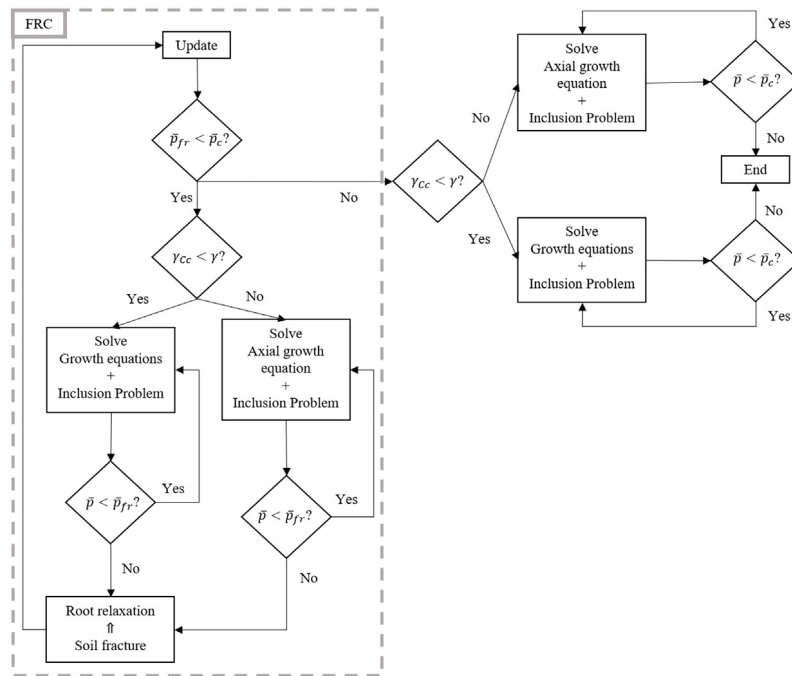 FRC
Update
p̄_fr < p̄_c?
Yes
No
γ_Cc < γ?
Yes
No
Solve
Growth equations
+
Inclusion Problem
Solve
Axial growth
equation
+
Inclusion Problem
p̄ < p̄_fr?
Yes
No
p̄ < p̄_fr?
Yes
No
Root relaxation
⇑
Soil fracture
γ_Cc < γ?
No
Yes
Solve
Axial growth
equation
+
Inclusion Problem
Yes
p̄ < p̄_c?
No
End
No
Solve
Growth equations
+
Inclusion Problem
p̄ < p̄_c?
Yes